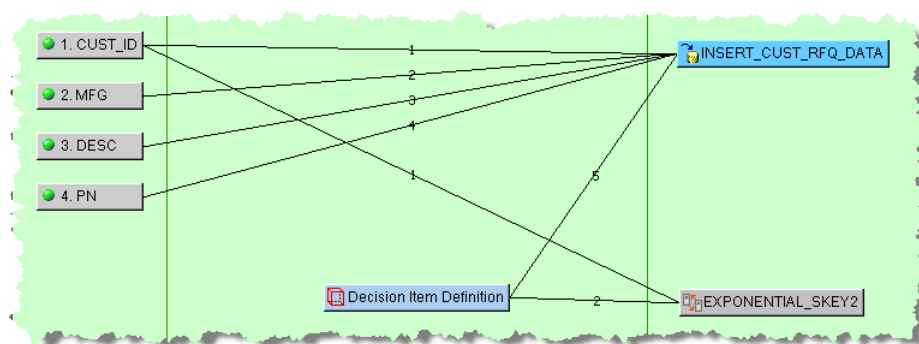 1. CUST_ID
1
INSERT_CUST_RFQ_DATA
2. MFG
2
3
3. DESC
4
4. PN
1
5
Decision Item Definition
2
EXPONENTIAL_SKEY2